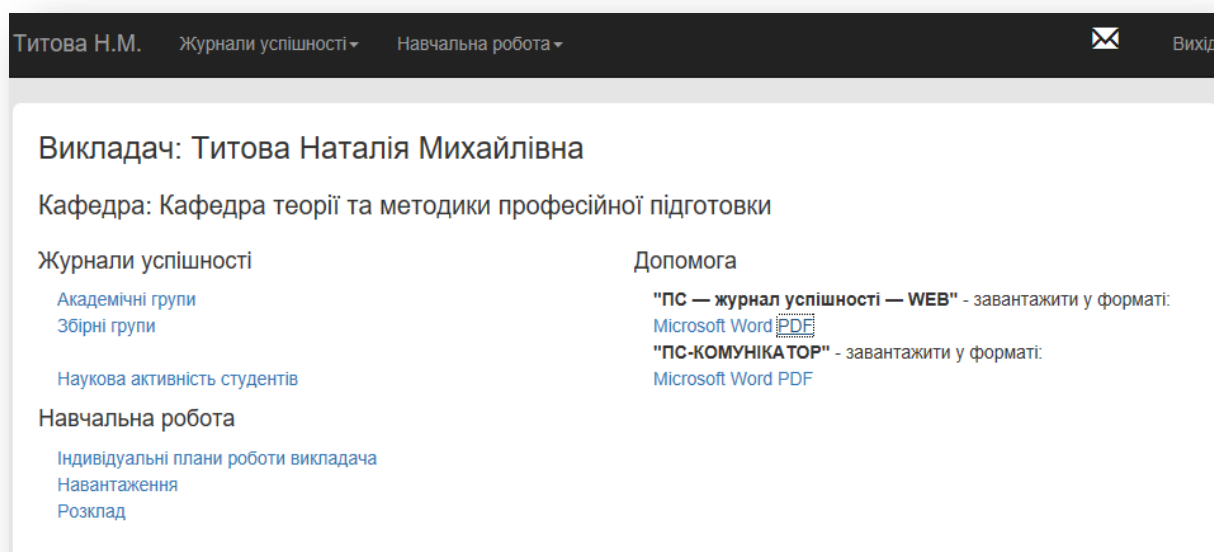 Титова Н.М. Журнали успішності Навчальна робота Вихід
Викладач: Титова Наталія Михайлівна
Кафедра: Кафедра теорії та методики професійної підготовки
Журнали успішності
Академічні групи
Збірні групи
Наукова активність студентів
Навчальна робота
Індивідуальні плани роботи викладача
Навантаження
Розклад
Допомога
"ПС — журнал успішності — WEB" - завантажити у форматі:
Microsoft Word PDF
"ПС-КОМУНІКАТОР" - завантажити у форматі:
Microsoft Word PDF